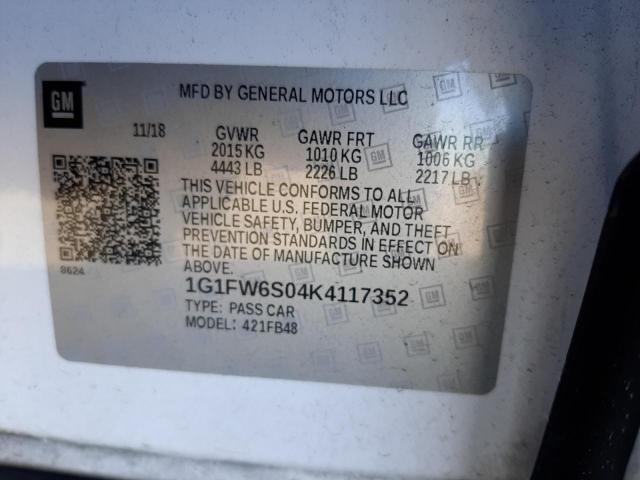 GM
MFD BY GENERAL MOTORS LLC
11/18 GVWR GAWR FRT GAWR RR
2015 KG 1010 KG 1006 KG
4443 LB 2226 LB 2217 LB
THIS VEHICLE CONFORMS TO ALL
APPLICABLE U.S. FEDERAL MOTOR
VEHICLE SAFETY, BUMPER, AND THEFT
PREVENTION STANDARDS IN EFFECT ON
THE DATE OF MANUFACTURE SHOWN
ABOVE.
8624
1G1FW6S04K4117352
TYPE: PASS CAR
MODEL: 421FB48